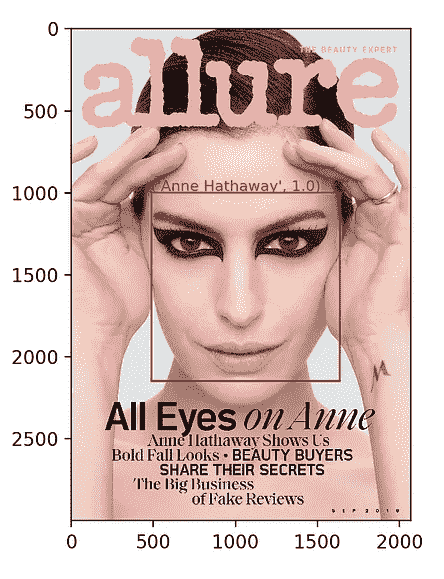 0
THE BEAUTY EXPERT
allure
500
1000
('Anne Hathaway', 1.0)
1500
2000
2500
All Eyes on Anne
Anne Hathaway Shows Us
Bold Fall Looks • BEAUTY BUYERS
SHARE THEIR SECRETS
The Big Business
of Fake Reviews
SEP 2019
0 500 1000 1500 2000